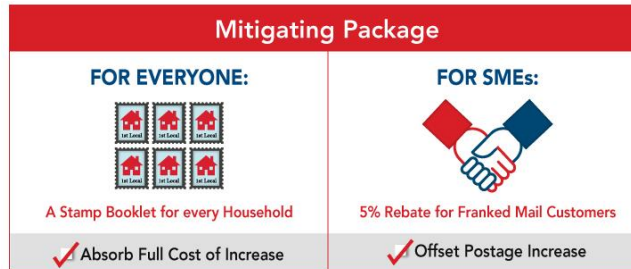 Mitigating Package
FOR EVERYONE:
1st Local 1st Local 1st Local
1st Local 1st Local 1st Local
A Stamp Booklet for every Household
Absorb Full Cost of Increase
FOR SMEs:
5% Rebate for Franked Mail Customers
Offset Postage Increase